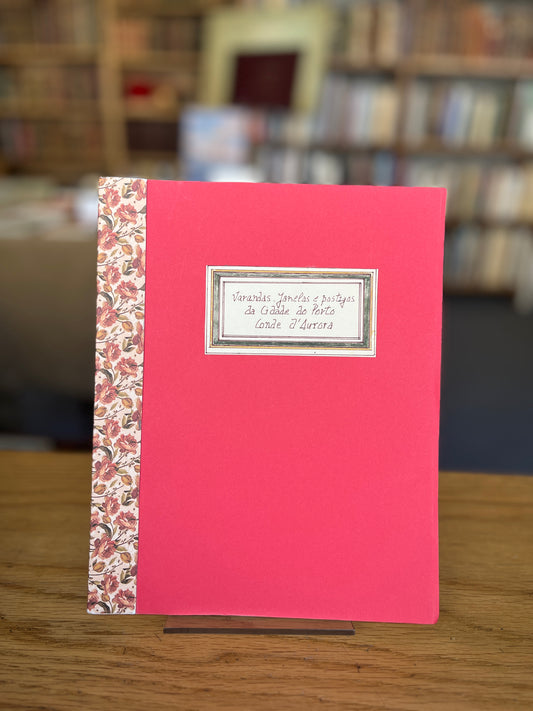 Varandas, Janelas e postigos
da Cidade do Porto
Conde d'Aurora